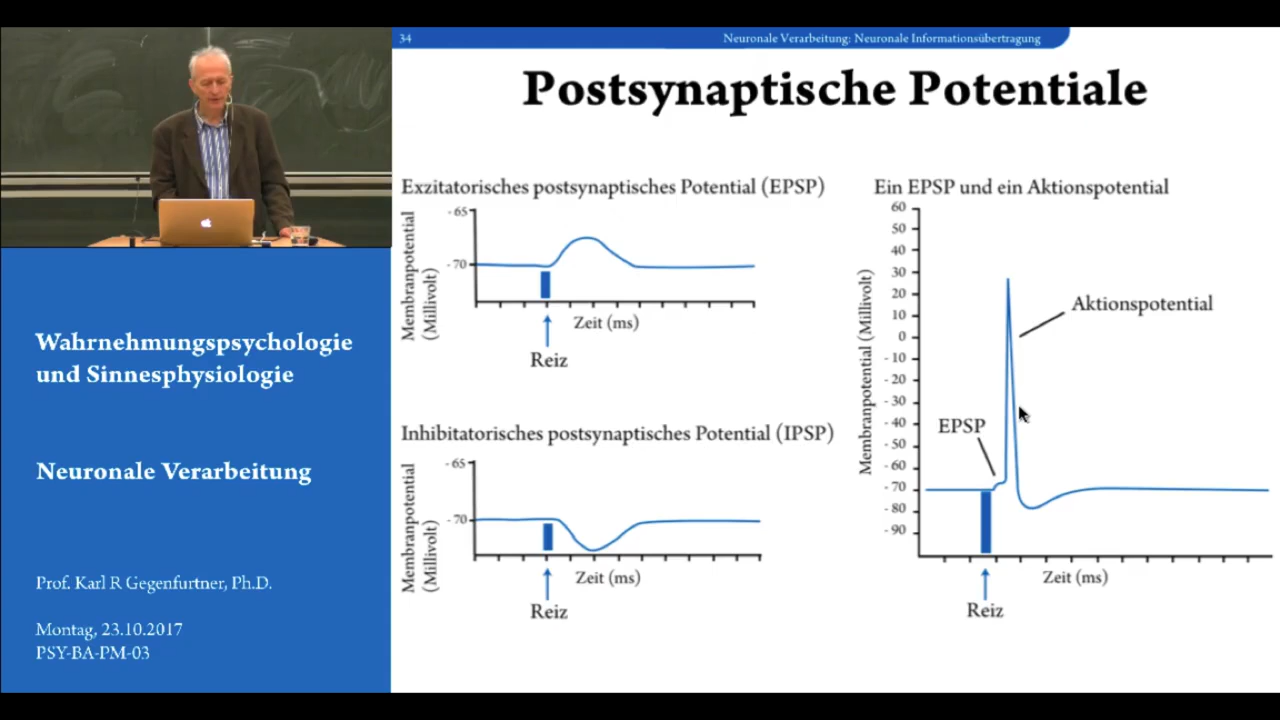 34
Neuronale Verarbeitung: Neuronale Informationsübertragung
Postsynaptische Potentiale
Exzitatorisches postsynaptisches Potential (EPSP)
Membranpotential
(Millivolt)
-65
-70
Zeit (ms)
Reiz
Inhibitatorisches postsynaptisches Potential (IPSP)
Membranpotential
(Millivolt)
-65
-70
Zeit (ms)
Reiz
Ein EPSP und ein Aktionspotential
Membranpotential (Millivolt)
60
50
40
30
20
10
0
-10
-20
-30
-40
-50
-60
-70
-80
-90
Aktionspotential
EPSP
Zeit (ms)
Reiz
Wahrnehmungspsychologie
und Sinnesphysiologie
Neuronale Verarbeitung
Prof. Karl R Gegenfurtner, Ph.D.
Montag, 23.10.2017
PSY-BA-PM-03